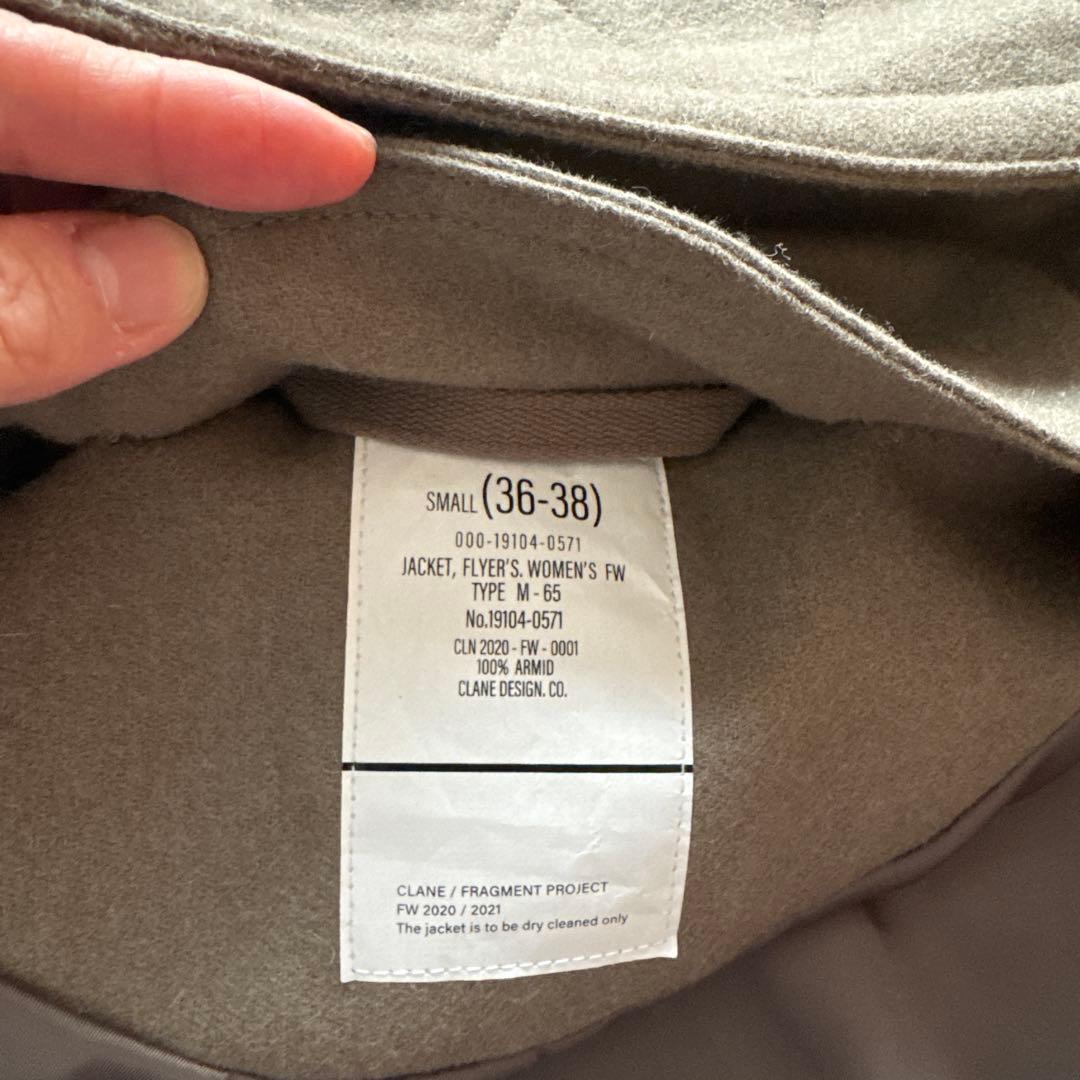 SMALL (36-38)
000-19104-0571
JACKET, FLYER'S. WOMEN'S FW
TYPE M-65
No.19104-0571
CLN 2020-FW-0001
100% ARMID
CLANE DESIGN. CO.
CLANE / FRAGMENT PROJECT
FW 2020 / 2021
The jacket is to be dry cleaned only